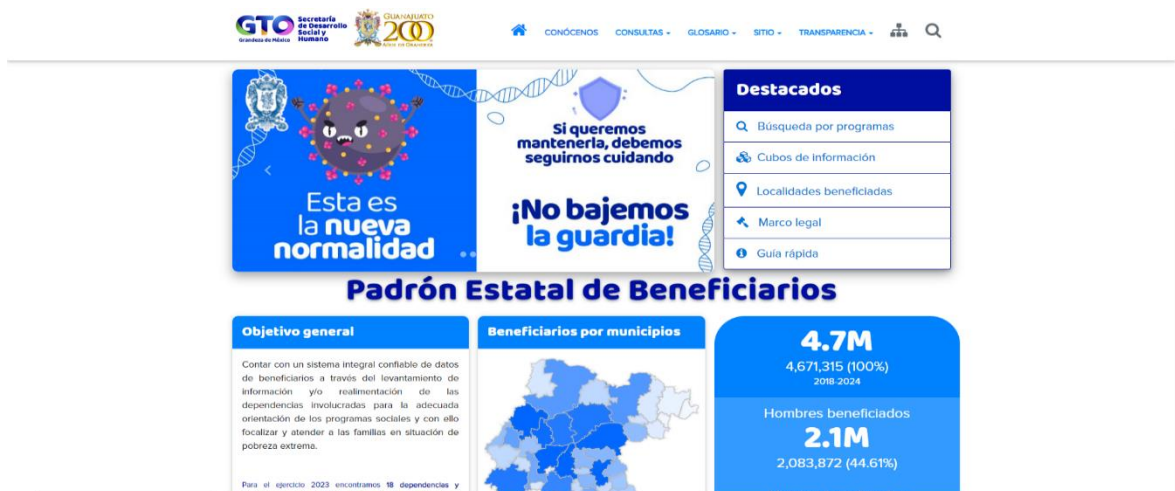 GTO
Grandeza de México
Secretaría
de Desarrollo
Social y
Humano
GUANAJUATO
200
AÑOS DE GRANDEZA
CONÓCENOS
CONSULTAS
GLOSARIO
SITIO
TRANSPARENCIA
Esta es
la nueva
normalidad
Si queremos
mantenerla, debemos
seguirnos cuidando
¡No bajemos
la guardia!
Destacados
Búsqueda por programas
Cubos de información
Localidades beneficiadas
Marco legal
Guía rápida
Padrón Estatal de Beneficiarios
Objetivo general
Contar con un sistema integral confiable de datos
de beneficiarios a través del levantamiento de
información y/o realimentación de las
dependencias involucradas para la adecuada
orientación de los programas sociales y con ello
focalizar y atender a las familias en situación de
pobreza extrema.
Para el ejercicio 2023 encontramos 18 dependencias y
Beneficiarios por municipios
4.7M
4,671,315 (100%)
2018-2024
Hombres beneficiados
2.1M
2,083,872 (44.61%)